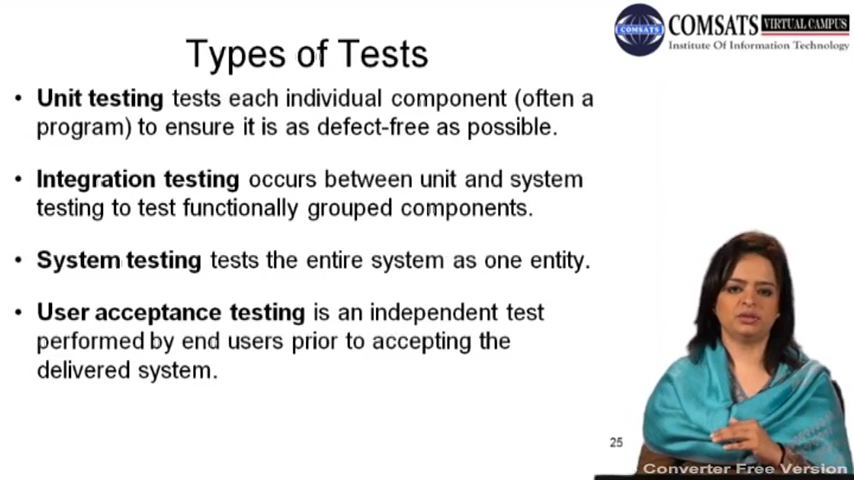 COMSATS VIRTUAL CAMPUS
COMSATS
Institute Of Information Technology
Types of Tests
• Unit testing tests each individual component (often a
program) to ensure it is as defect-free as possible.
• Integration testing occurs between unit and system
testing to test functionally grouped components.
• System testing tests the entire system as one entity.
• User acceptance testing is an independent test
performed by end users prior to accepting the
delivered system.
25
Converter Free Version